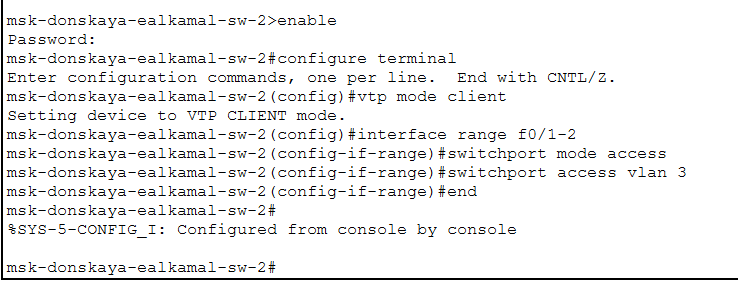 msk-donskaya-ealkamal-sw-2>enable
Password:
msk-donskaya-ealkamal-sw-2#configure terminal
Enter configuration commands, one per line.  End with CNTL/Z.
msk-donskaya-ealkamal-sw-2(config)#vtp mode client
Setting device to VTP CLIENT mode.
msk-donskaya-ealkamal-sw-2(config)#interface range f0/1-2
msk-donskaya-ealkamal-sw-2(config-if-range)#switchport mode access
msk-donskaya-ealkamal-sw-2(config-if-range)#switchport access vlan 3
msk-donskaya-ealkamal-sw-2(config-if-range)#end
msk-donskaya-ealkamal-sw-2#
%SYS-5-CONFIG_I: Configured from console by console
msk-donskaya-ealkamal-sw-2#